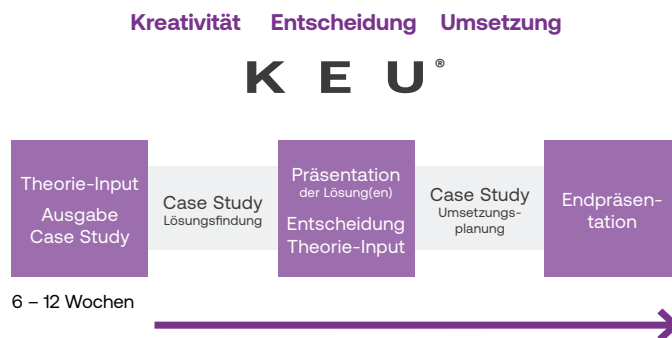 Kreativität Entscheidung Umsetzung
K E U®
Theorie-Input
Ausgabe
Case Study
Case Study
Lösungsfindung
Präsentation
der Lösung(en)
Entscheidung
Theorie-Input
Case Study
Umsetzungs-
planung
Endpräsen-
tation
6 – 12 Wochen